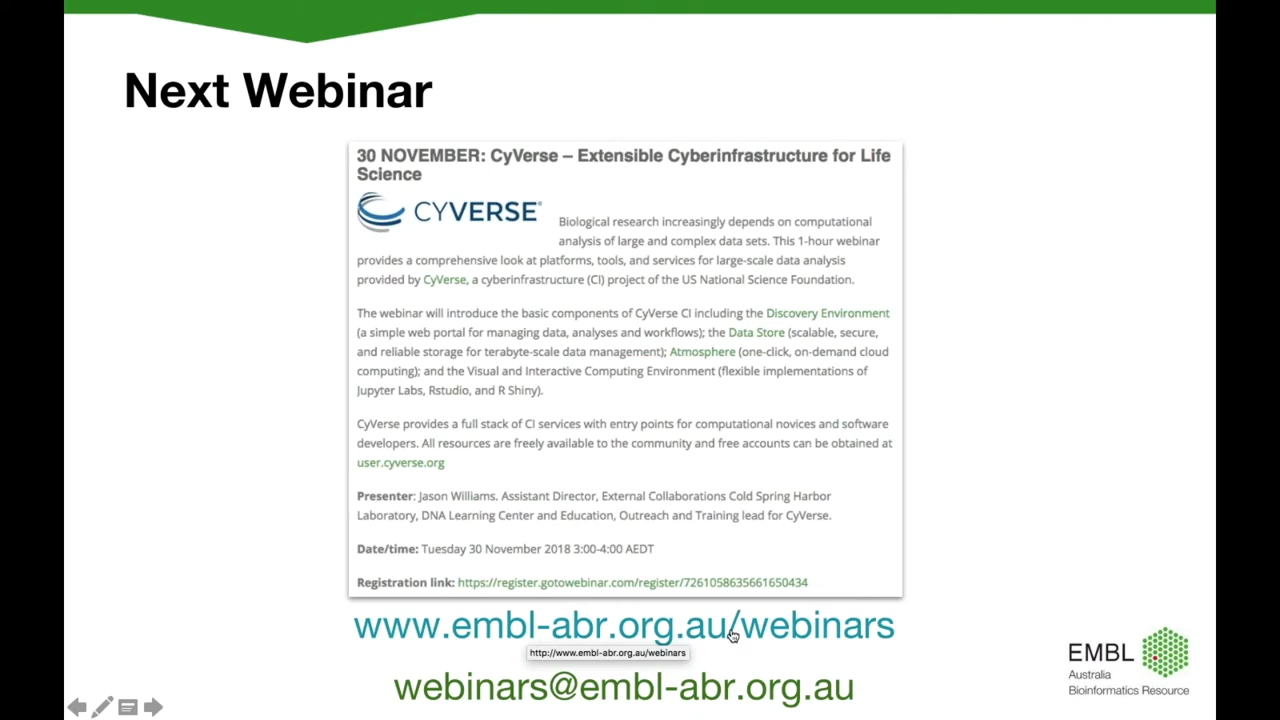 Next Webinar
30 NOVEMBER: CyVerse – Extensible Cyberinfrastructure for Life
Science
CYVERSE®
Biological research increasingly depends on computational
analysis of large and complex data sets. This 1-hour webinar
provides a comprehensive look at platforms, tools, and services for large-scale data analysis
provided by CyVerse, a cyberinfrastructure (CI) project of the US National Science Foundation.
The webinar will introduce the basic components of CyVerse CI including the Discovery Environment
(a simple web portal for managing data, analyses and workflows); the Data Store (scalable, secure,
and reliable storage for terabyte-scale data management); Atmosphere (one-click, on-demand cloud
computing); and the Visual and Interactive Computing Environment (flexible implementations of
Jupyter Labs, Rstudio, and R Shiny).
CyVerse provides a full stack of CI services with entry points for computational novices and software
developers. All resources are freely available to the community and free accounts can be obtained at
user.cyverse.org
Presenter: Jason Williams. Assistant Director, External Collaborations Cold Spring Harbor
Laboratory, DNA Learning Center and Education, Outreach and Training lead for CyVerse.
Date/time: Tuesday 30 November 2018 3:00-4:00 AEDT
Registration link: https://register.gotowebinar.com/register/7261058635661650434
www.embl-abr.org.au/webinars
http://www.embl-abr.org.au/webinars
webinars@embl-abr.org.au
EMBL
Australia
Bioinformatics Resource